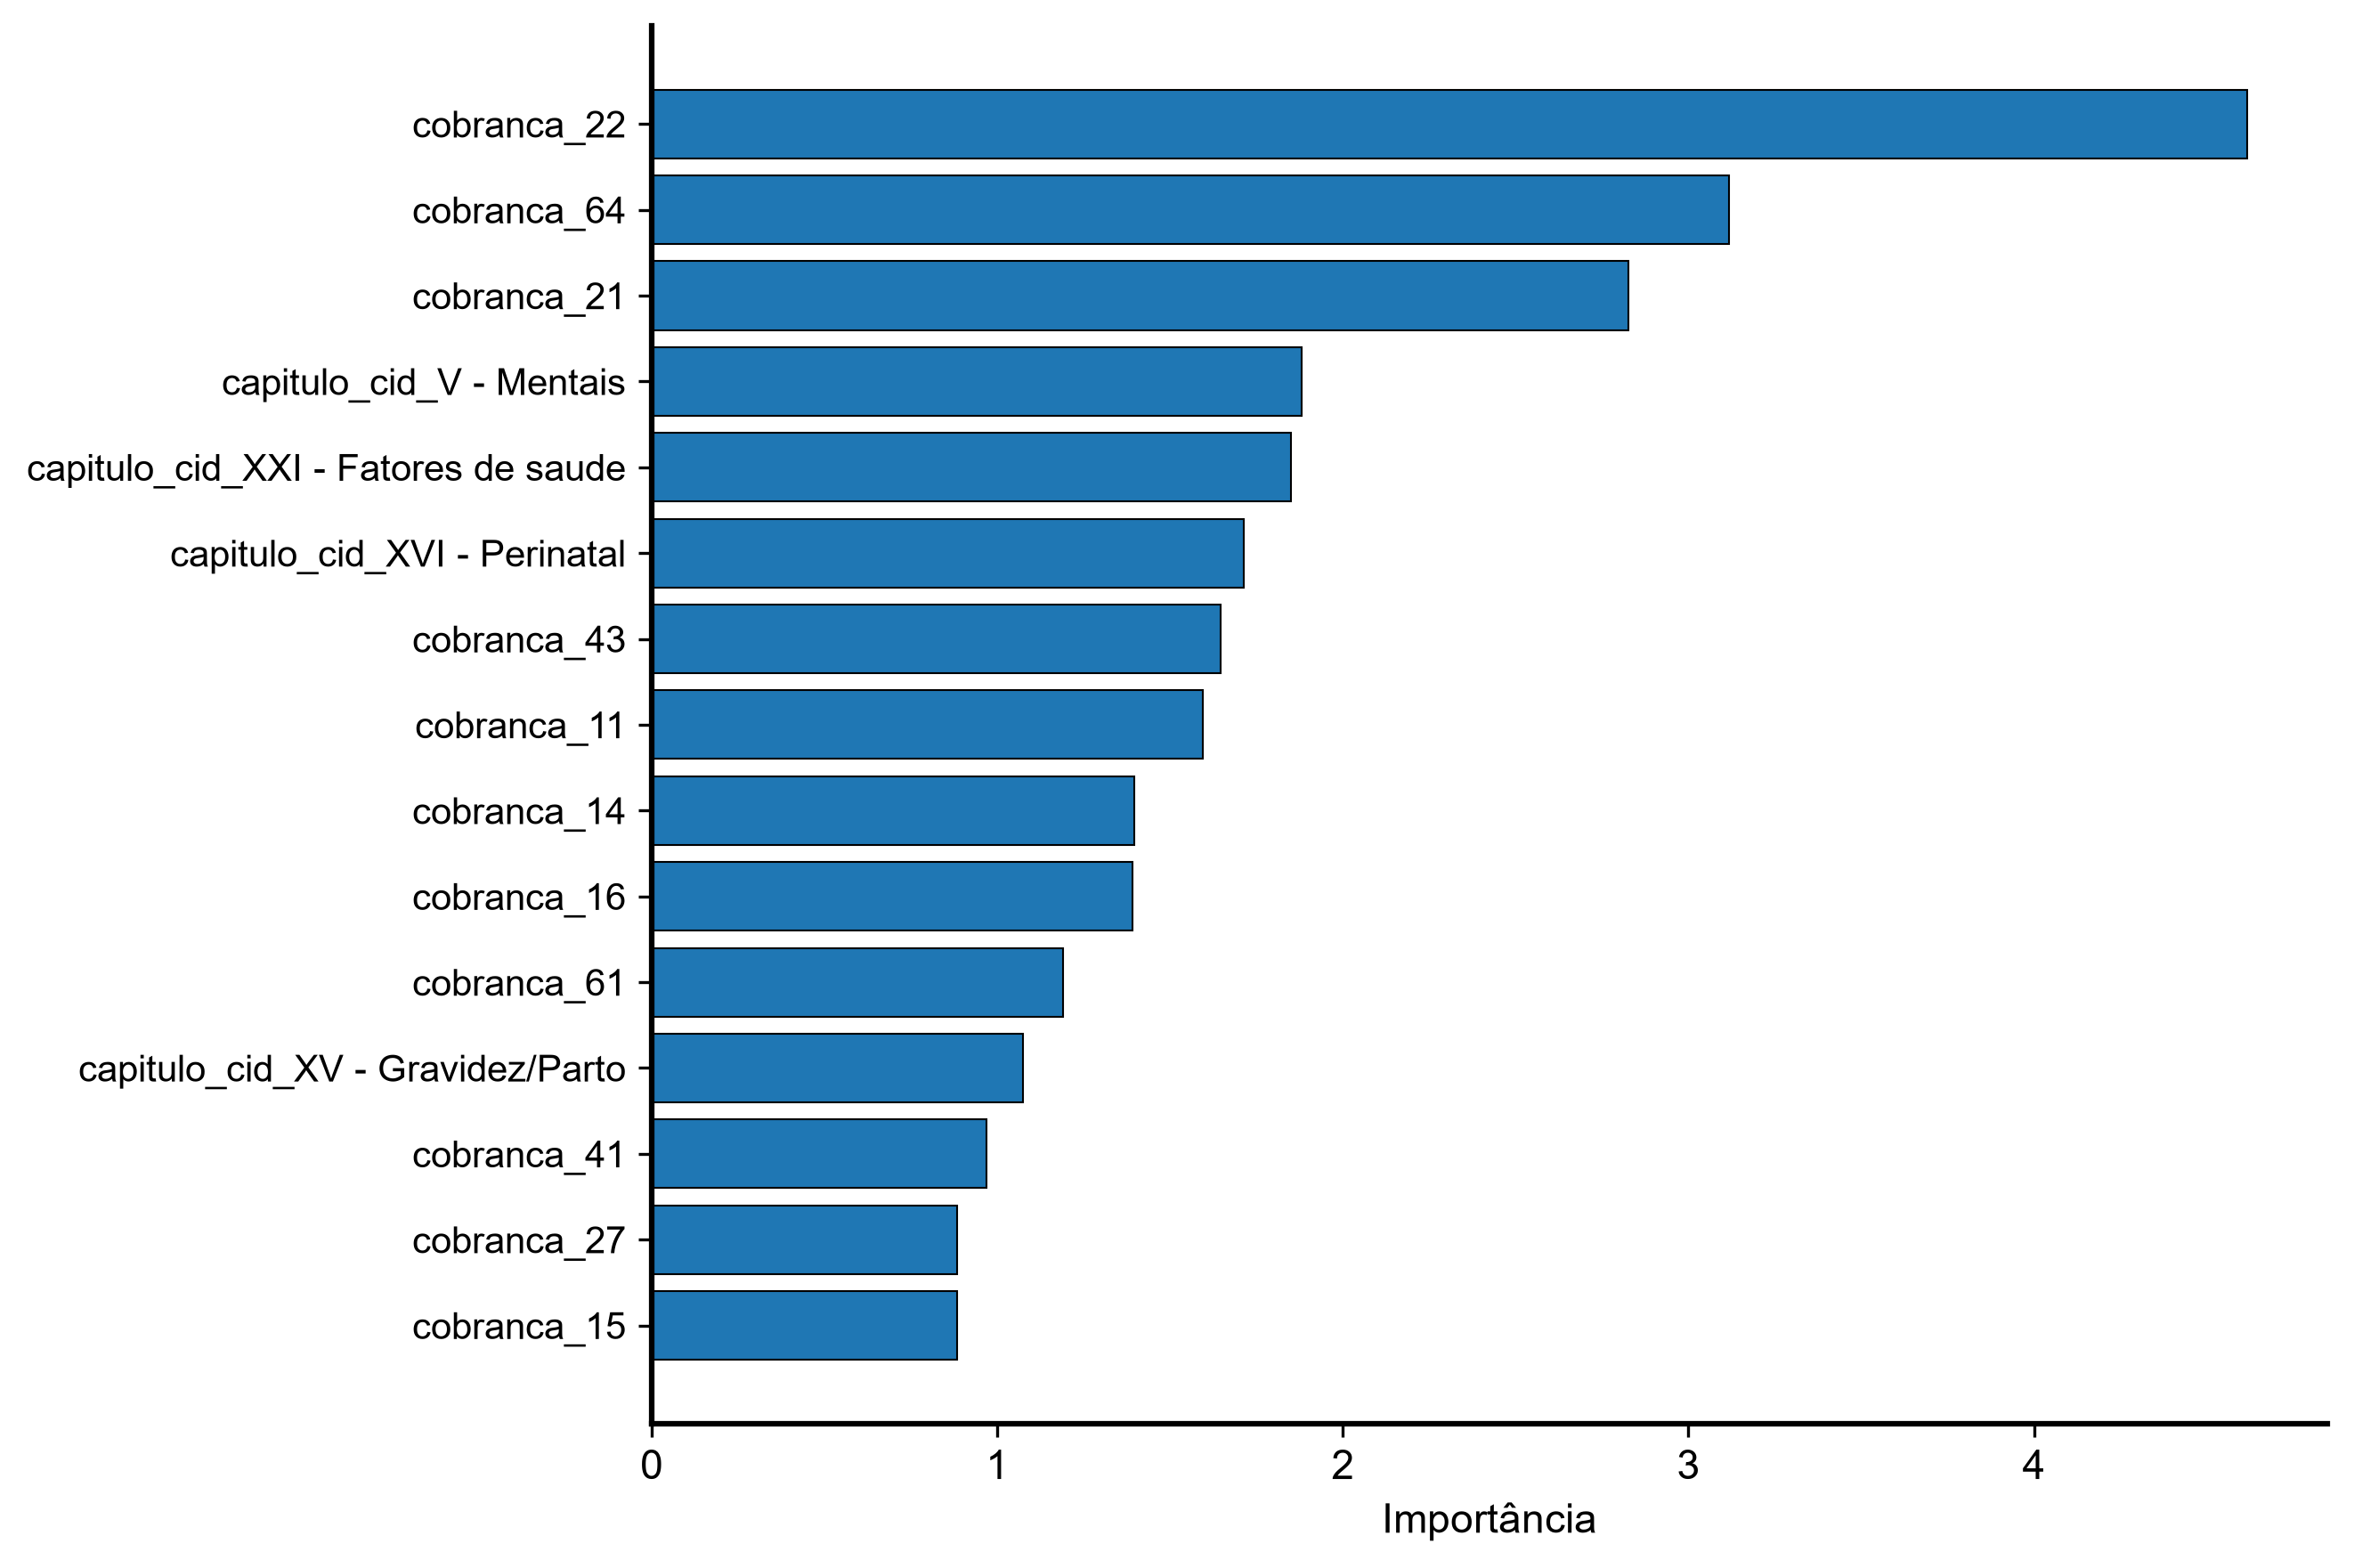 cobranca_22
cobranca_64
cobranca_21
capitulo_cid_V - Mentais
capitulo_cid_XXI - Fatores de saude
capitulo_cid_XVI - Perinatal
cobranca_43
cobranca_11
cobranca_14
cobranca_16
cobranca_61
capitulo_cid_XV - Gravidez/Parto
cobranca_41
cobranca_27
cobranca_15
0 1 2 3 4
Importância